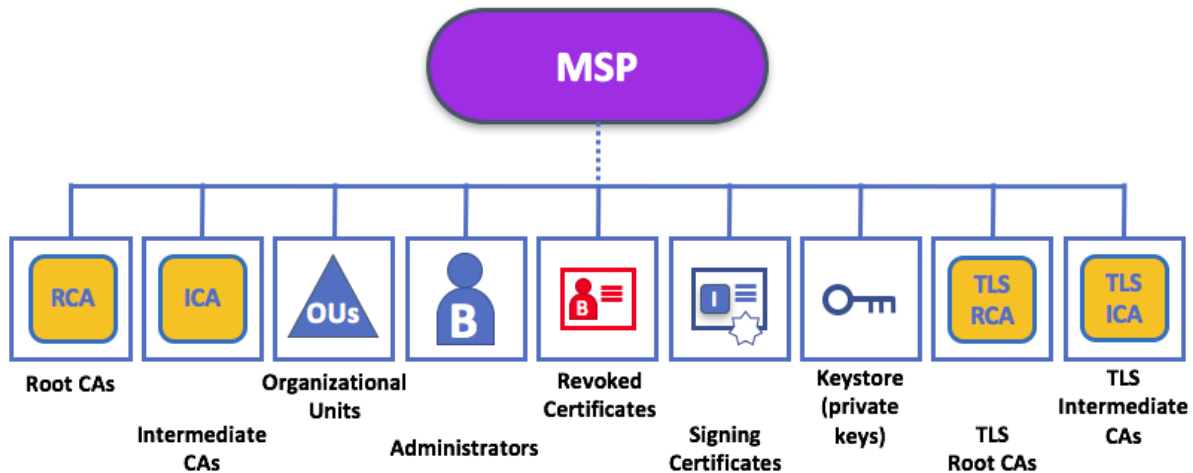 MSP
RCA
ICA
OUs
B
B
I
TLS
RCA
TLS
ICA
Root CAs
Intermediate
CAs
Organizational
Units
Administrators
Revoked
Certificates
Signing
Certificates
Keystore
(private
keys)
TLS
Root CAs
TLS
Intermediate
CAs